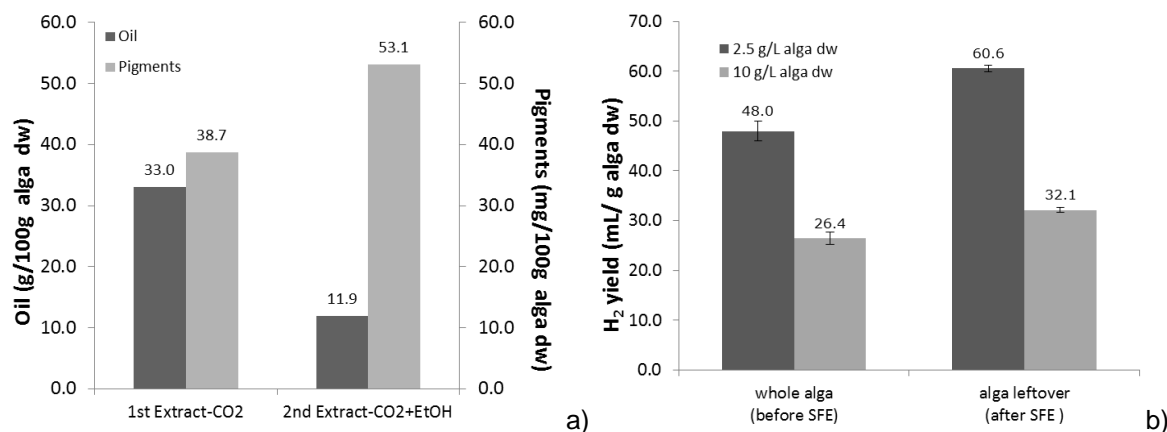 60.0
50.0
40.0
30.0
20.0
10.0
0.0
Oil (g/100g alga dw)
Oil
Pigments
33.0
38.7
11.9
53.1
1st Extract-CO2
2nd Extract-CO2+EtOH
60.0
50.0
40.0
30.0
20.0
10.0
0.0
Pigments (mg/100g alga dw)
a)
70.0
60.0
50.0
40.0
30.0
20.0
10.0
0.0
H₂ yield (mL/ g alga dw)
2.5 g/L alga dw
10 g/L alga dw
48.0
26.4
60.6
32.1
whole alga
(before SFE)
alga leftover
(after SFE )
b)